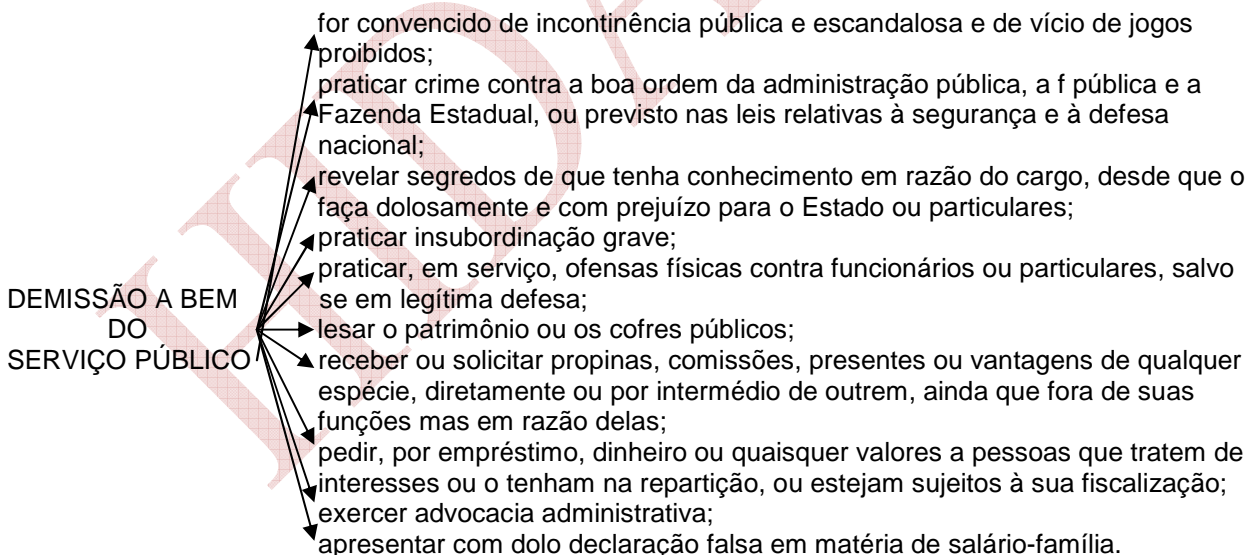 for convencido de incontinência pública e escandalosa e de vício de jogos
proibidos;
praticar crime contra a boa ordem da administração pública, a f pública e a
Fazenda Estadual, ou previsto nas leis relativas à segurança e à defesa
nacional;
revelar segredos de que tenha conhecimento em razão do cargo, desde que o
faça dolosamente e com prejuízo para o Estado ou particulares;
praticar insubordinação grave;
praticar, em serviço, ofensas físicas contra funcionários ou particulares, salvo
se em legítima defesa;
lesar o patrimônio ou os cofres públicos;
receber ou solicitar propinas, comissões, presentes ou vantagens de qualquer
espécie, diretamente ou por intermédio de outrem, ainda que fora de suas
funções mas em razão delas;
pedir, por empréstimo, dinheiro ou quaisquer valores a pessoas que tratem de
interesses ou o tenham na repartição, ou estejam sujeitos à sua fiscalização;
exercer advocacia administrativa;
apresentar com dolo declaração falsa em matéria de salário-família.
DEMISSÃO A BEM
DO
SERVIÇO PÚBLICO